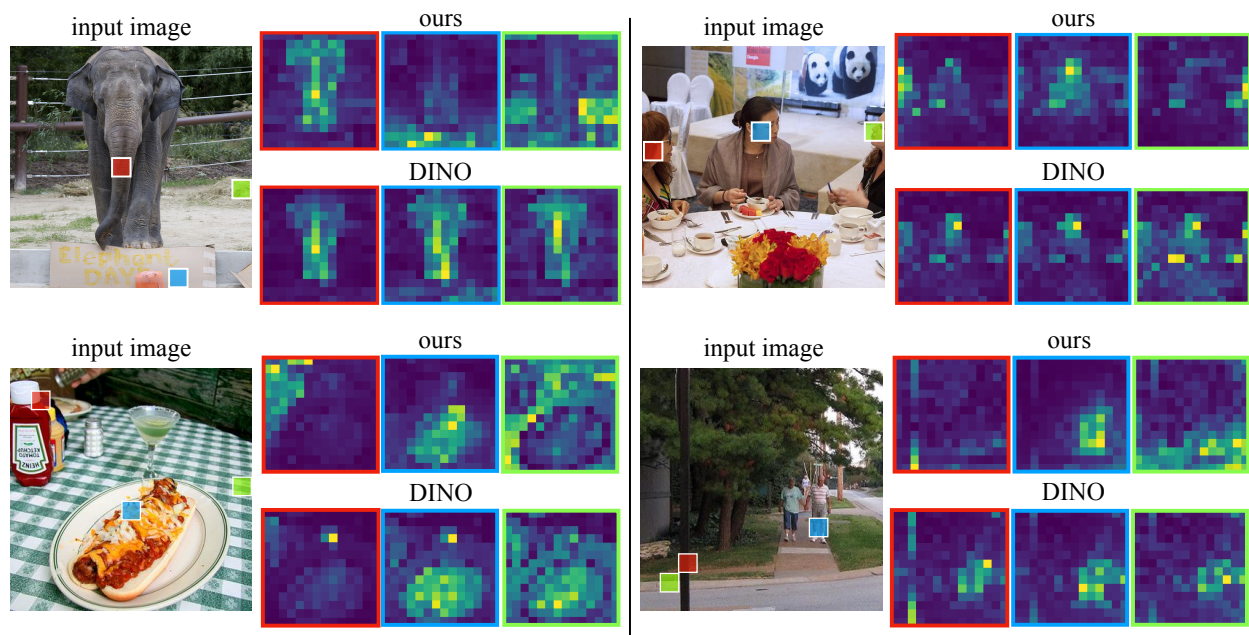 input image
ours
DINO
Elephant
DAY
input image
ours
DINO
input image
ours
DINO
TOMATO
KETCHUP
HEINZ
input image
ours
DINO